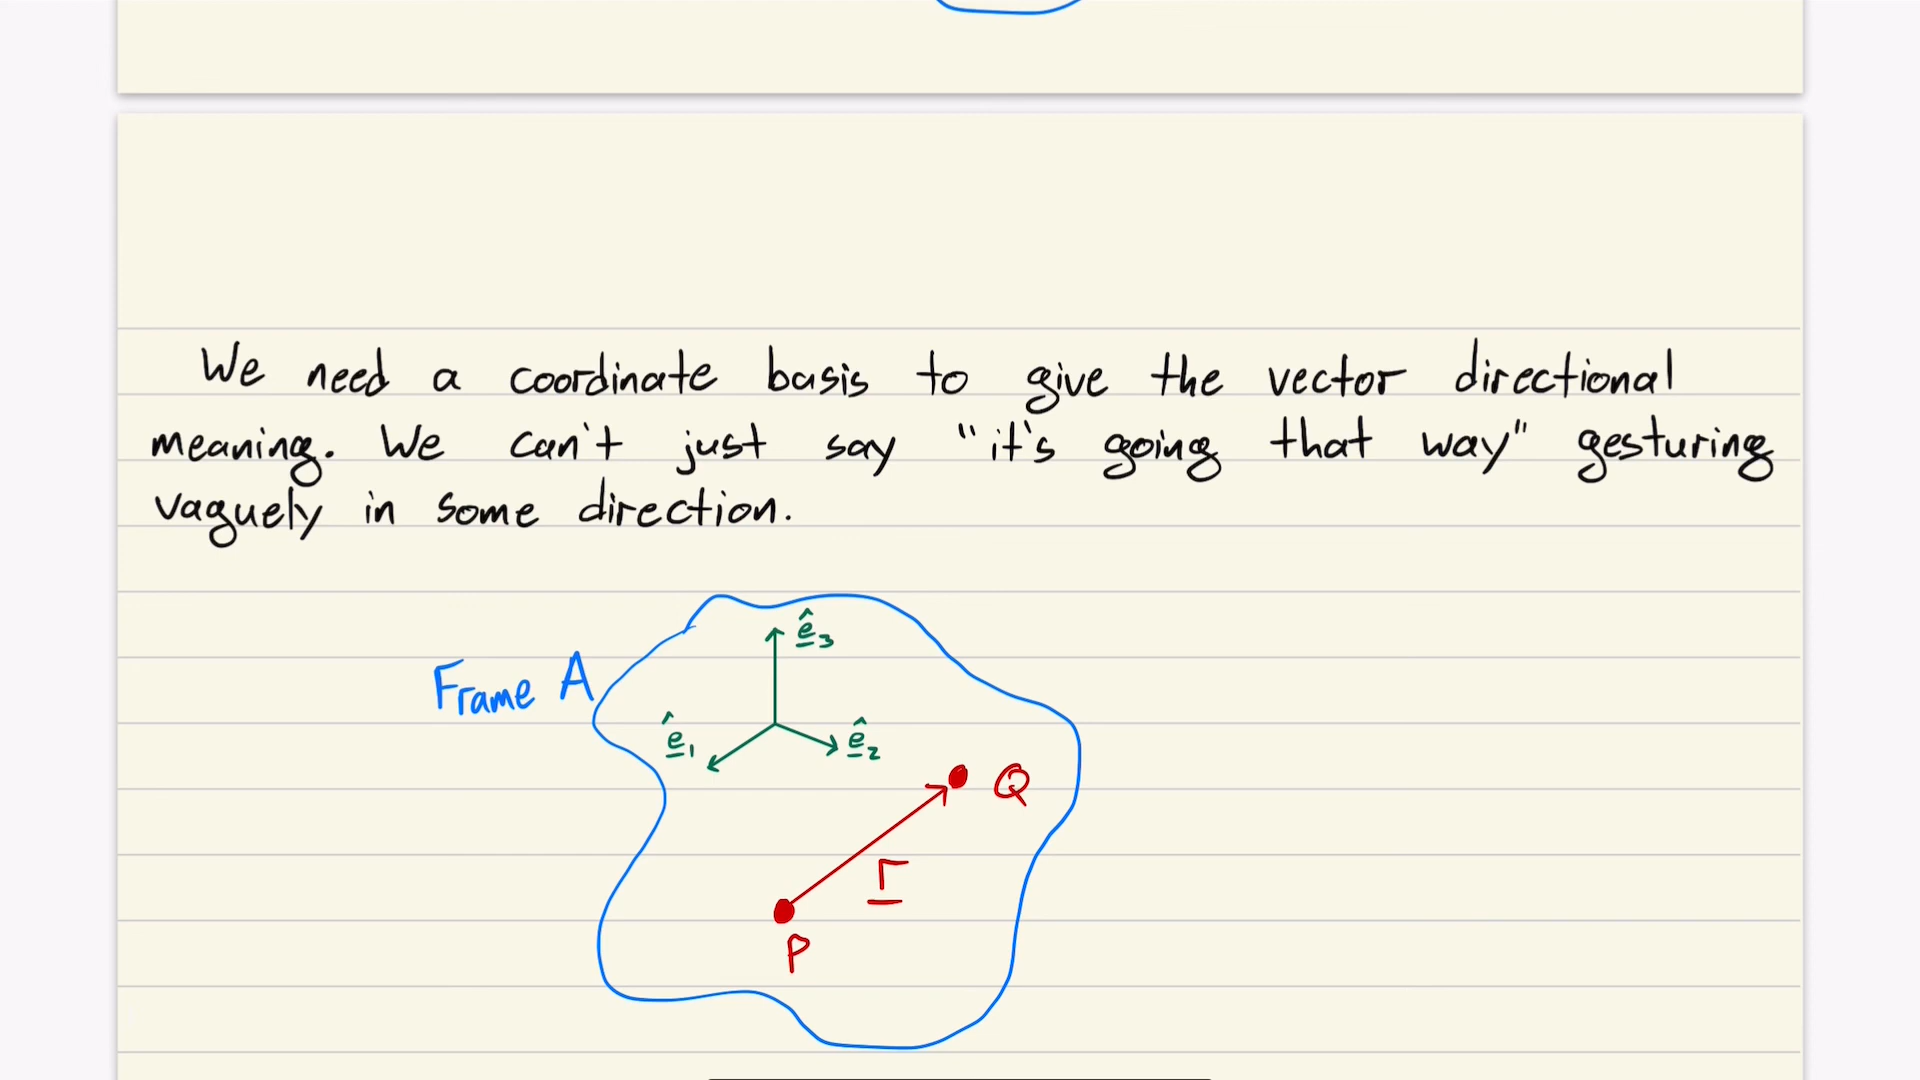 We need a coordinate basis to give the vector directional
meaning. We can't just say "it's going that way" gesturing
vaguely in some direction.
ê₃
Frame A
ê₁
ê₂
Q
r
P